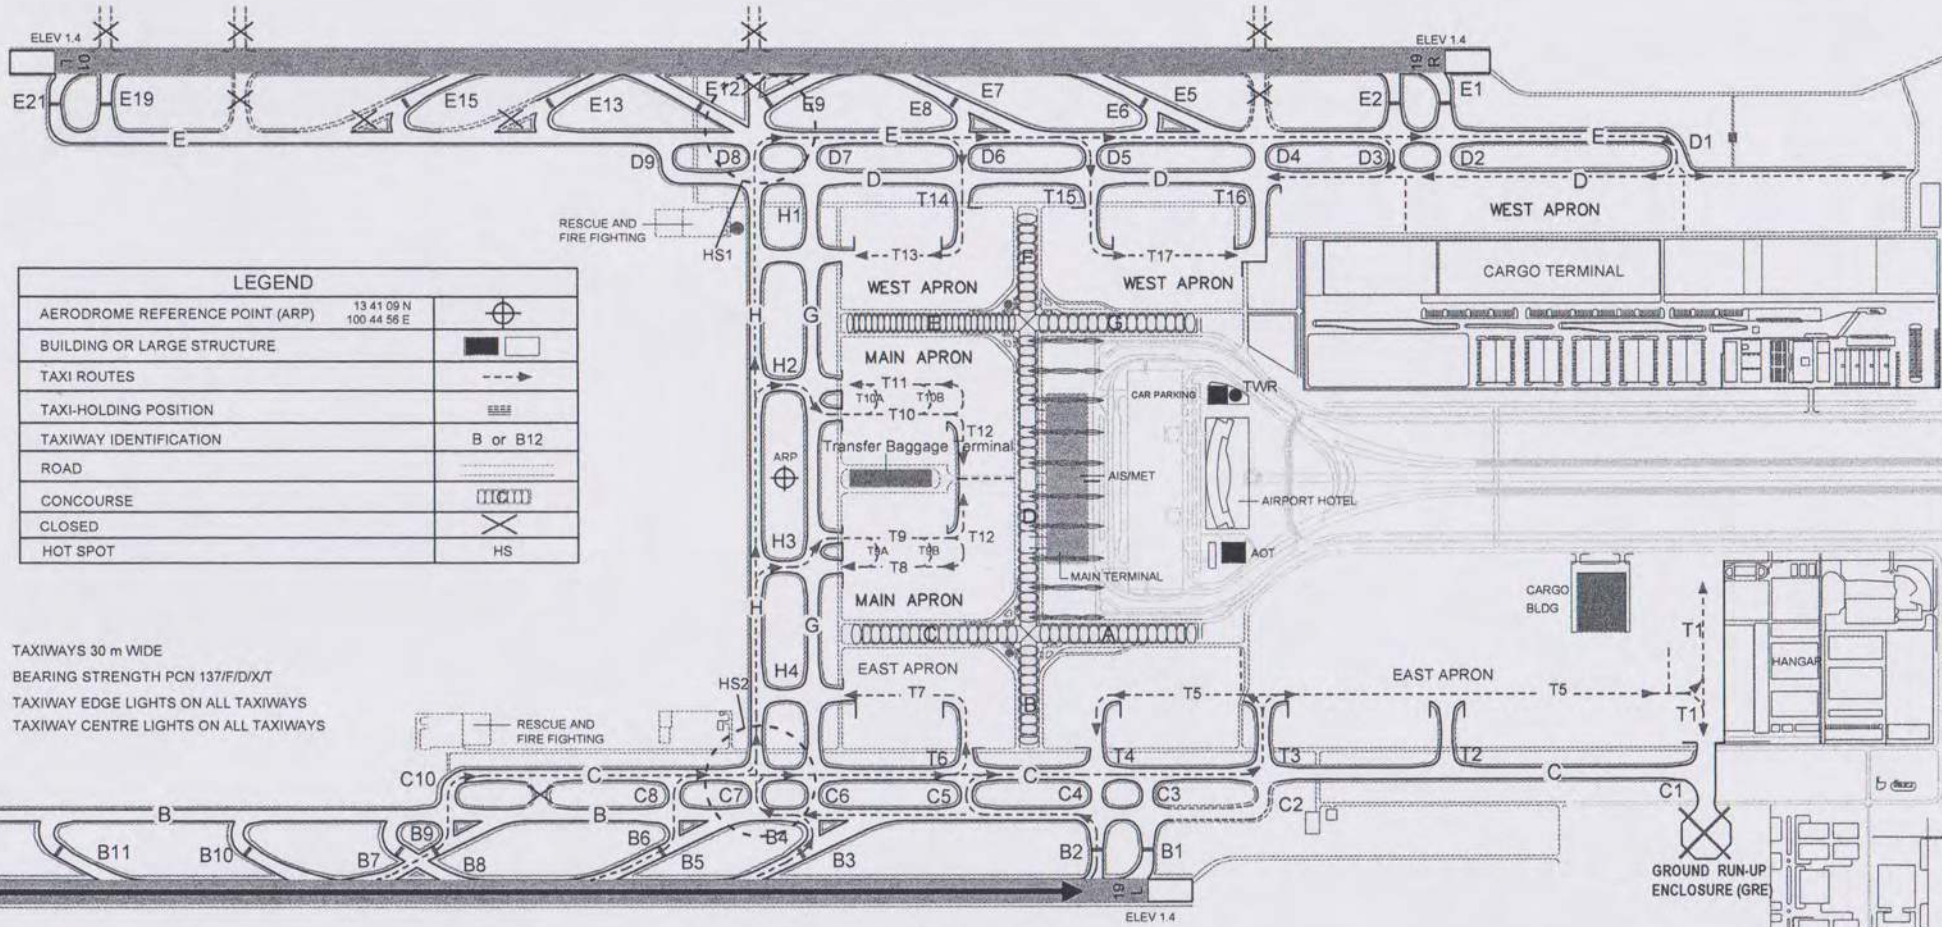 ELEV 1.4
ELEV 1.4
01 L
19 R
E21
E19
E15
E13
E12
E9
E8
E7
E6
E5
E2
E1
E
E
E
D9
D8
D7
D6
D5
D4
D3
D2
D1
D
D
D
H1
T14
T15
T16
WEST APRON
RESCUE AND
FIRE FIGHTING
HS1
T13
T17
F
WEST APRON
WEST APRON
CARGO TERMINAL
LEGEND
AERODROME REFERENCE POINT (ARP) 13 41 09 N
100 44 56 E
BUILDING OR LARGE STRUCTURE
TAXI ROUTES
TAXI-HOLDING POSITION
TAXIWAY IDENTIFICATION B or B12
ROAD
CONCOURSE C
CLOSED
HOT SPOT HS
H
G
E
G
MAIN APRON
H2
T11
T10A
T10B
T10
T12
CAR PARKING
TWR
Transfer Baggage Terminal
ARP
AIS/MET
AIRPORT HOTEL
D
H3
T9
T12
T9A
T9B
T8
AOT
MAIN TERMINAL
MAIN APRON
CARGO
BLDG
H
G
C
A
T1
HANGAR
TAXIWAYS 30 m WIDE
BEARING STRENGTH PCN 137/F/D/X/T
TAXIWAY EDGE LIGHTS ON ALL TAXIWAYS
TAXIWAY CENTRE LIGHTS ON ALL TAXIWAYS
H4
EAST APRON
EAST APRON
HS2
T7
B
T5
T5
T1
RESCUE AND
FIRE FIGHTING
T6
T4
T3
T2
C10
C
C
C
C8
C7
C6
C5
C4
C3
C2
C1
B
B
B11
B10
B9
B7
B8
B6
B5
B4
B3
B2
B1
GROUND RUN-UP
ENCLOSURE (GRE)
19 L
ELEV 1.4